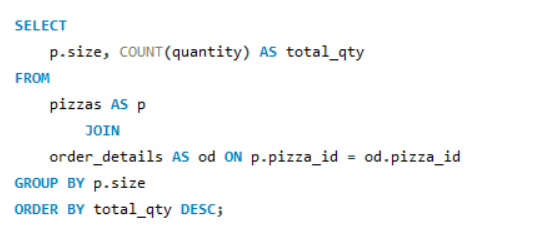 SELECT
p.size, COUNT(quantity) AS total_qty
FROM
pizzas AS p
JOIN
order_details AS od ON p.pizza_id = od.pizza_id
GROUP BY p.size
ORDER BY total_qty DESC;